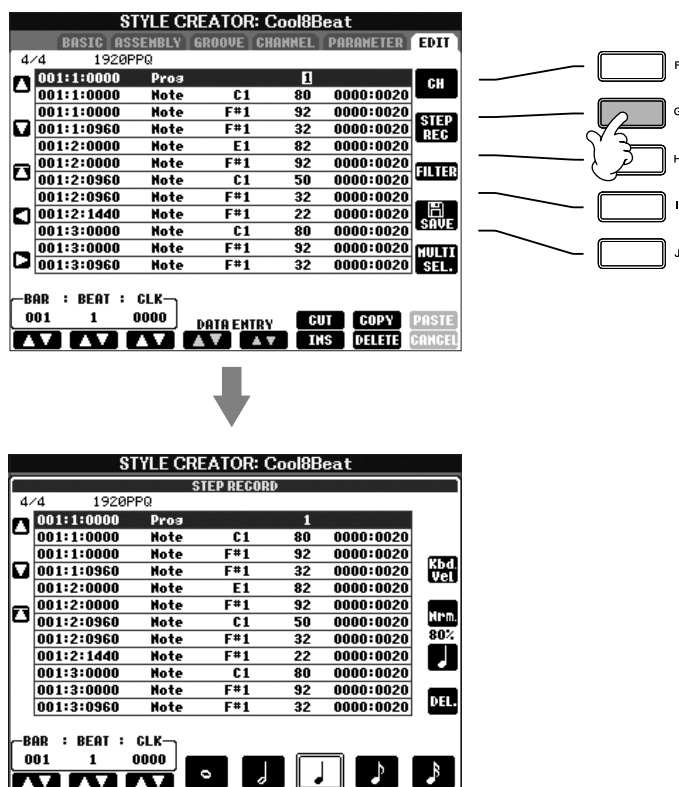 STYLE CREATOR: Cool8Beat
BASIC ASSEMBLY GROOVE CHANNEL PARAMETER EDIT
4/4 1920PPQ
001:1:0000 Prog 1
001:1:0000 Note C1 80 0000:0020
001:1:0000 Note F#1 92 0000:0020
001:1:0960 Note F#1 32 0000:0020
001:2:0000 Note E1 82 0000:0020
001:2:0000 Note F#1 92 0000:0020
001:2:0960 Note C1 50 0000:0020
001:2:0960 Note F#1 32 0000:0020
001:2:1440 Note F#1 22 0000:0020
001:3:0000 Note C1 80 0000:0020
001:3:0000 Note F#1 92 0000:0020
001:3:0960 Note F#1 32 0000:0020
CH
STEP
REC
FILTER
SAVE
MULTI
SEL.
F
G
H
I
J
BAR : BEAT : CLK
001 1 0000
DATA ENTRY
CUT COPY PASTE
INS DELETE CANCEL
STYLE CREATOR: Cool8Beat
STEP RECORD
4/4 1920PPQ
001:1:0000 Prog 1
001:1:0000 Note C1 80 0000:0020
001:1:0000 Note F#1 92 0000:0020
001:1:0960 Note F#1 32 0000:0020
001:2:0000 Note E1 82 0000:0020
001:2:0000 Note F#1 92 0000:0020
001:2:0960 Note C1 50 0000:0020
001:2:0960 Note F#1 32 0000:0020
001:2:1440 Note F#1 22 0000:0020
001:3:0000 Note C1 80 0000:0020
001:3:0000 Note F#1 92 0000:0020
001:3:0960 Note F#1 32 0000:0020
Kbd.
Vel.
Nrm.
80%
DEL.
BAR : BEAT : CLK
001 1 0000